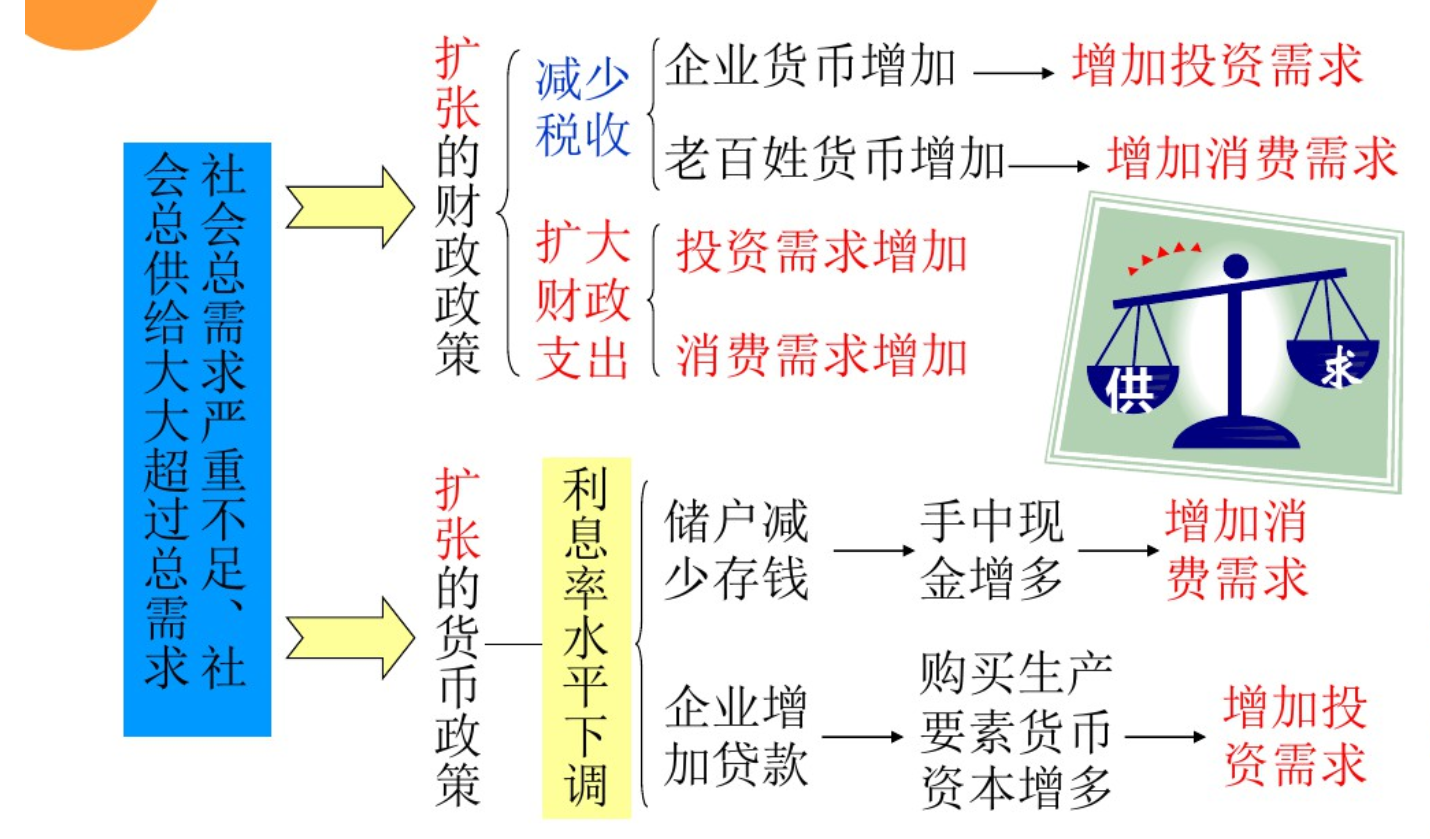 社会总需求严重不足、社
会总供给大大超过总需求
扩张的财政政策
减少
税收
企业货币增加
增加投资需求
老百姓货币增加
增加消费需求
扩大
财政
支出
投资需求增加
消费需求增加
供
求
扩张的货币政策
利息率水平下调
储户减
少存钱
手中现
金增多
增加消
费需求
企业增
加贷款
购买生产
要素货币
资本增多
增加投
资需求